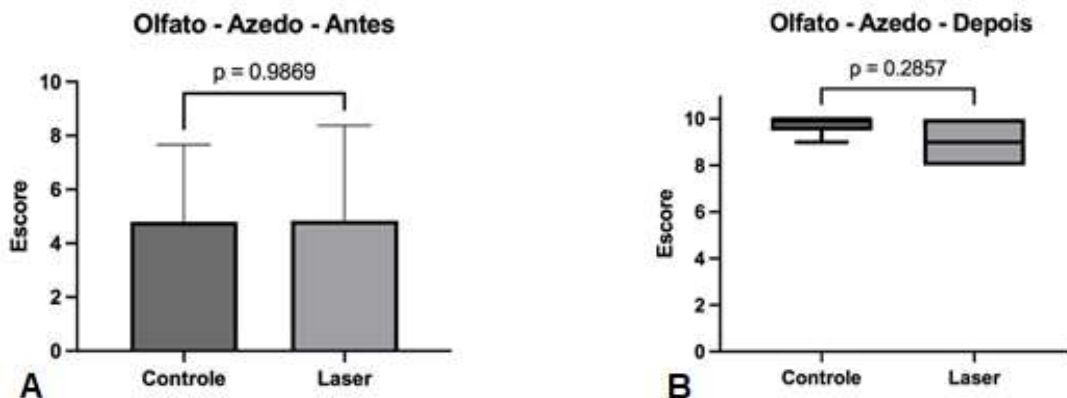 Olfato - Azedo - Antes
p = 0.9869
10
8
6
4
2
0
Escore
Controle
Laser
A
Olfato - Azedo - Depois
p = 0.2857
10
8
6
4
2
0
Escore
Controle
Laser
B